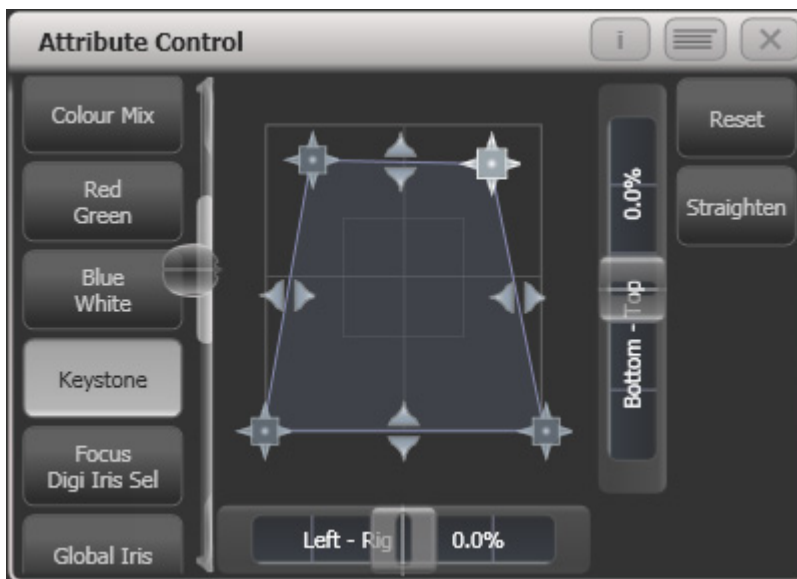 Attribute Control
i
Colour Mix
Red
Green
Blue
White
Keystone
Focus
Digi Iris Sel
Global Iris
0.0%
Bottom - Top
Left - Rig
0.0%
Reset
Straighten